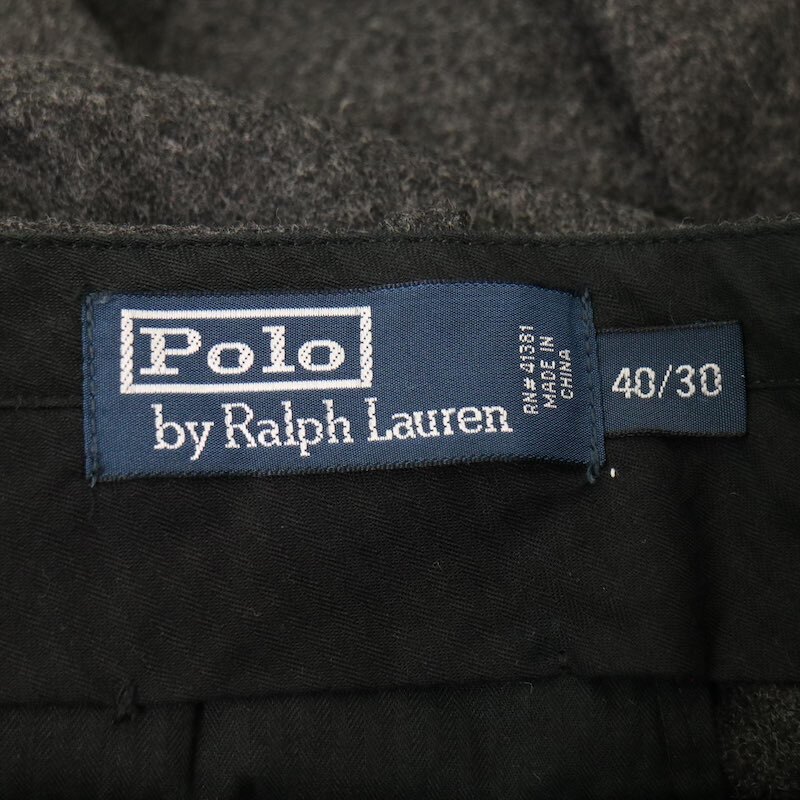 Polo
by Ralph Lauren
RN# 41381
MADE IN
CHINA
40/30